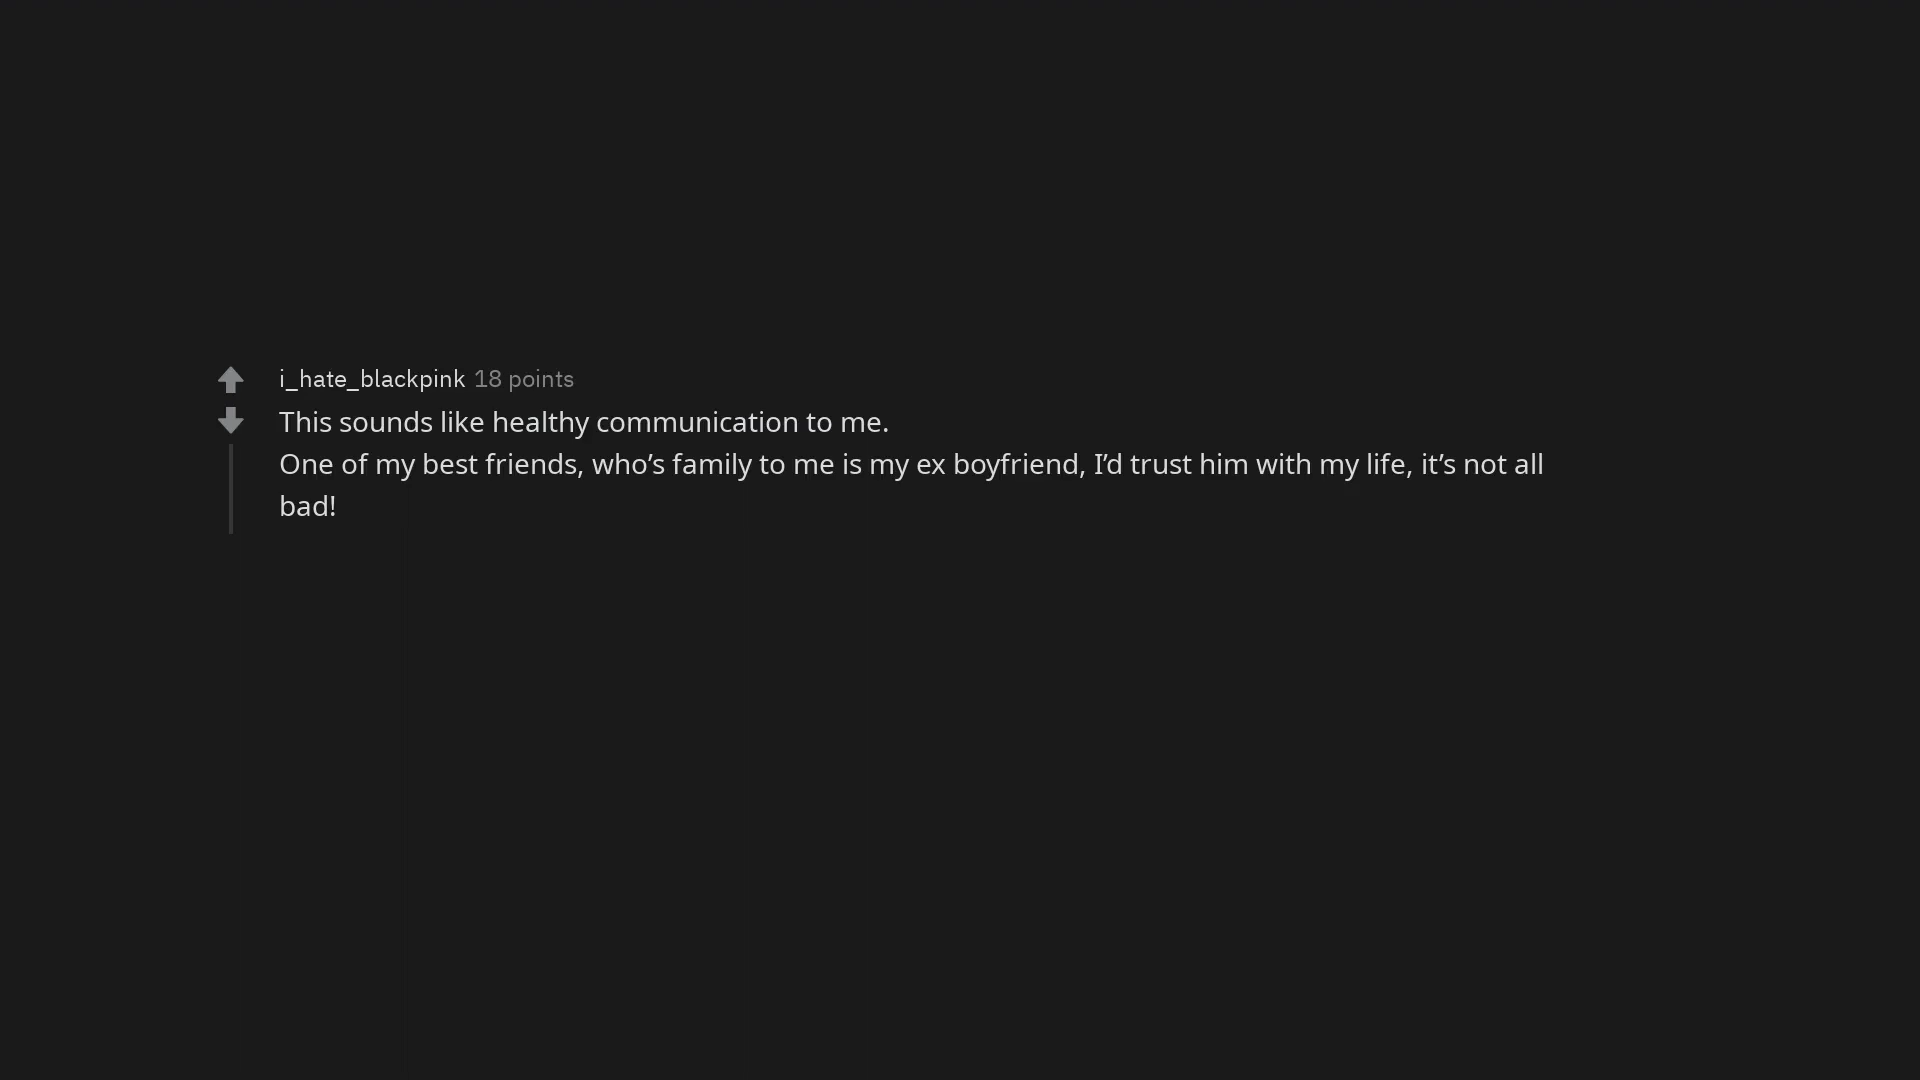 i_hate_blackpink 18 points
This sounds like healthy communication to me.
One of my best friends, who’s family to me is my ex boyfriend, I’d trust him with my life, it’s not all
bad!